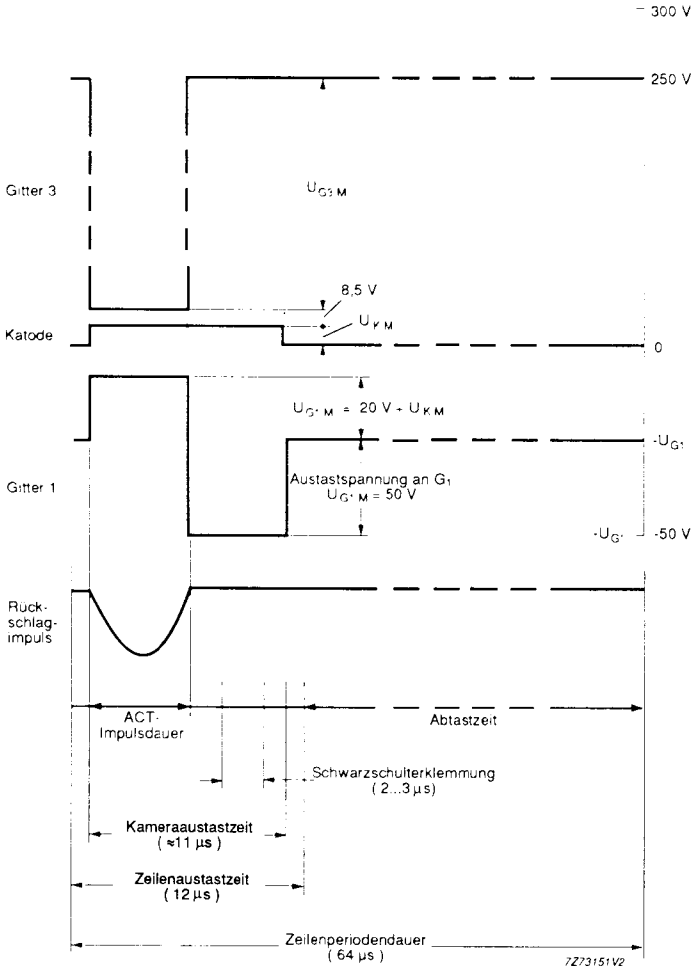 300 V
250 V
Gitter 3
U_G3 M
8,5 V
U_K M
Katode
0
U_G1 M = 20 V + U_K M
-U_G1
Gitter 1
Austastspannung an G₁
U_G1 M = 50 V
-U_G1 -50 V
Rück-
schlag-
impuls
ACT-
Impulsdauer
Abtastzeit
Schwarzschulterklemmung
(2...3 µs)
Kameraaustastzeit
(≈11 µs)
Zeilenaustastzeit
(12 µs)
Zeilenperiodendauer
(64 µs)
7Z73151V2